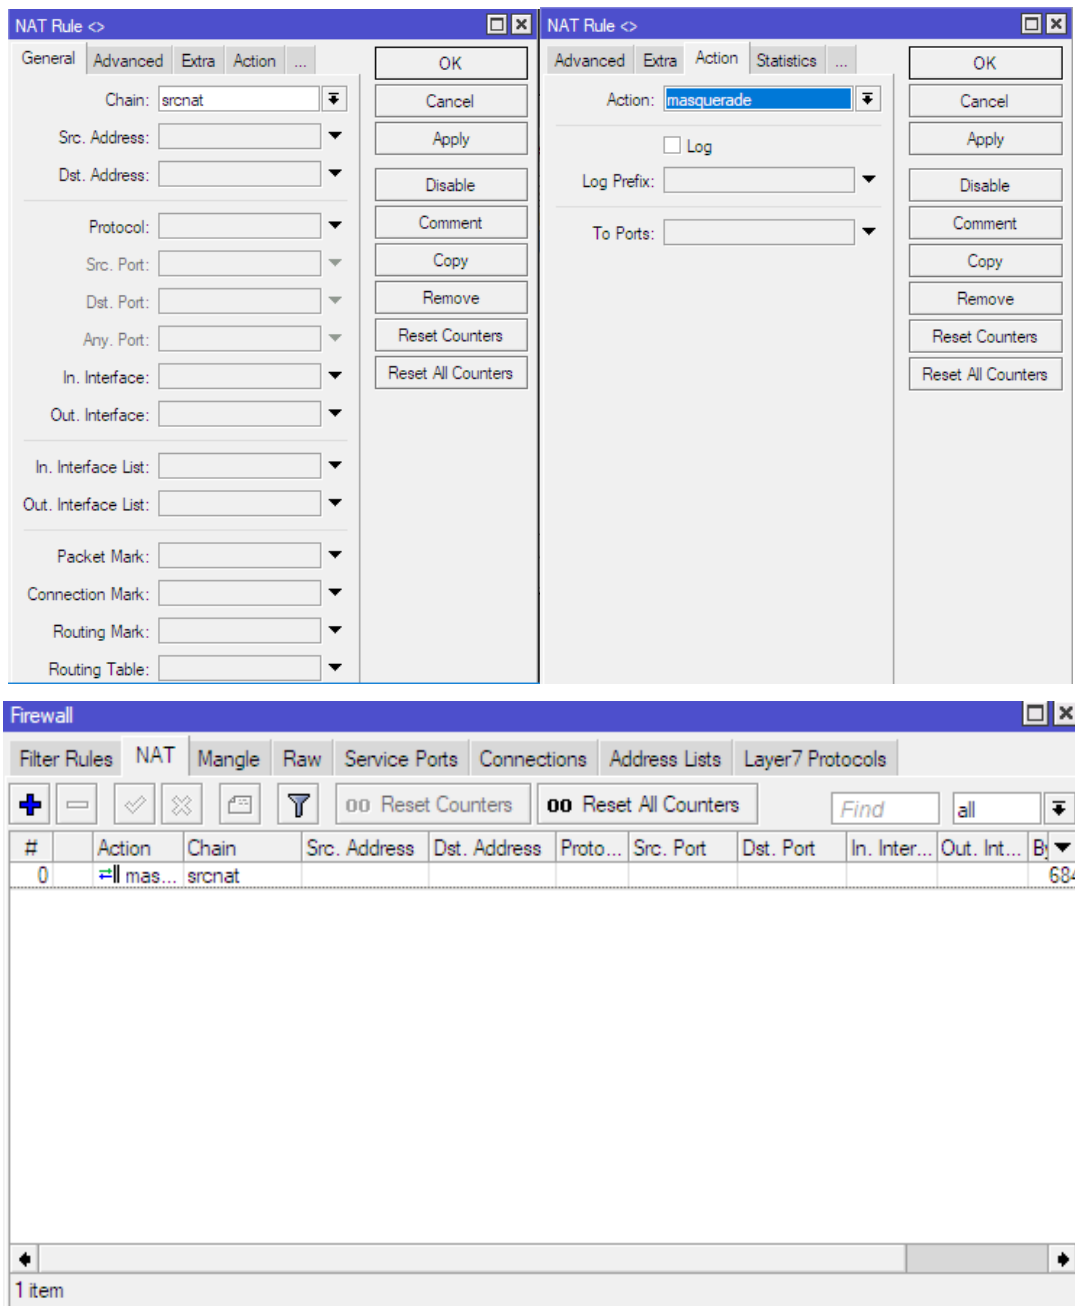 NAT Rule <>
General Advanced Extra Action ...
Chain: srcnat
Src. Address:
Dst. Address:
Protocol:
Src. Port:
Dst. Port:
Any. Port:
In. Interface:
Out. Interface:
In. Interface List:
Out. Interface List:
Packet Mark:
Connection Mark:
Routing Mark:
Routing Table:
OK
Cancel
Apply
Disable
Comment
Copy
Remove
Reset Counters
Reset All Counters
NAT Rule <>
Advanced Extra Action Statistics ...
Action: masquerade
Log
Log Prefix:
To Ports:
OK
Cancel
Apply
Disable
Comment
Copy
Remove
Reset Counters
Reset All Counters
Firewall
Filter Rules NAT Mangle Raw Service Ports Connections Address Lists Layer7 Protocols
00 Reset Counters 00 Reset All Counters Find all
# Action Chain Src. Address Dst. Address Proto... Src. Port Dst. Port In. Inter... Out. Int...
0 mas... srcnat 684
1 item